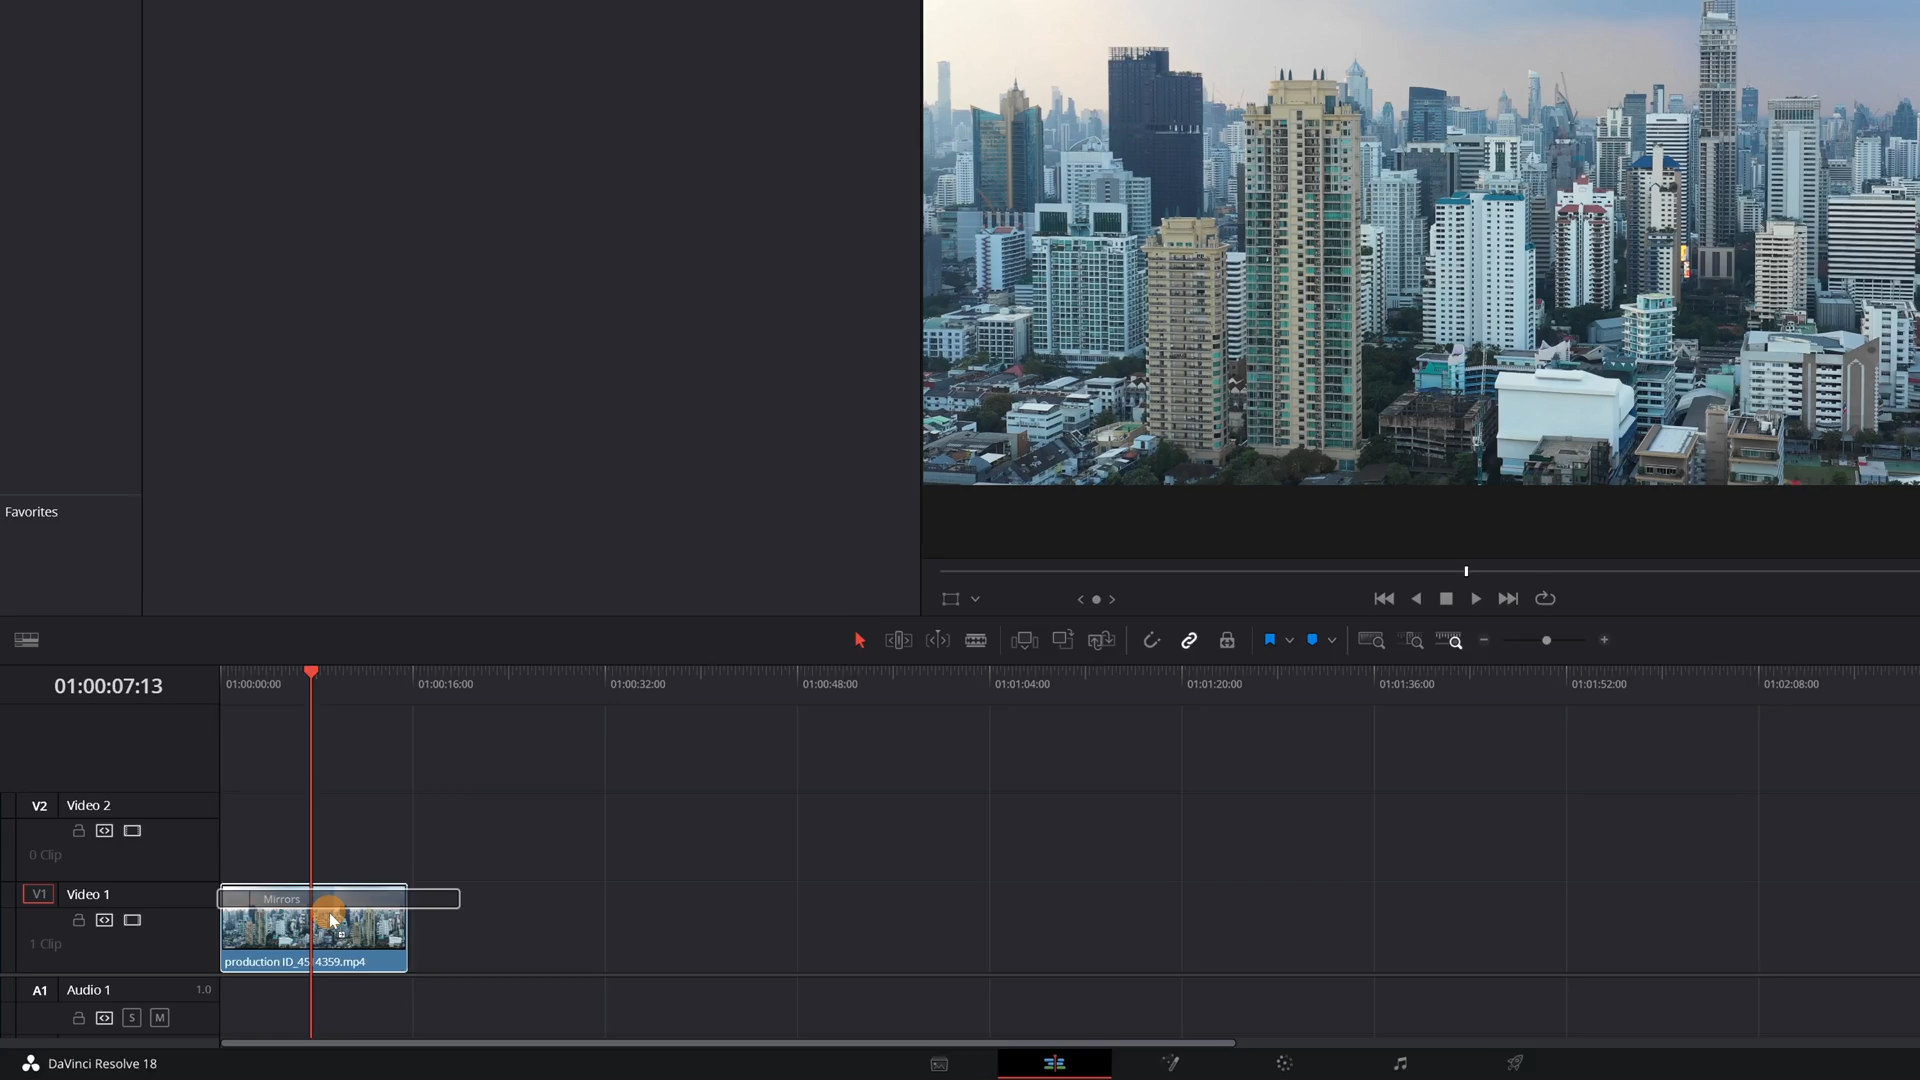 Favorites
01:00:07:13
01:00:00:00 01:00:16:00 01:00:32:00 01:00:48:00 01:01:04:00 01:01:20:00 01:01:36:00 01:01:52:00 01:02:08:00
V2 Video 2
0 Clip
V1 Video 1
Mirrors
1 Clip
production ID_4514359.mp4
A1 Audio 1 1.0
S M
DaVinci Resolve 18